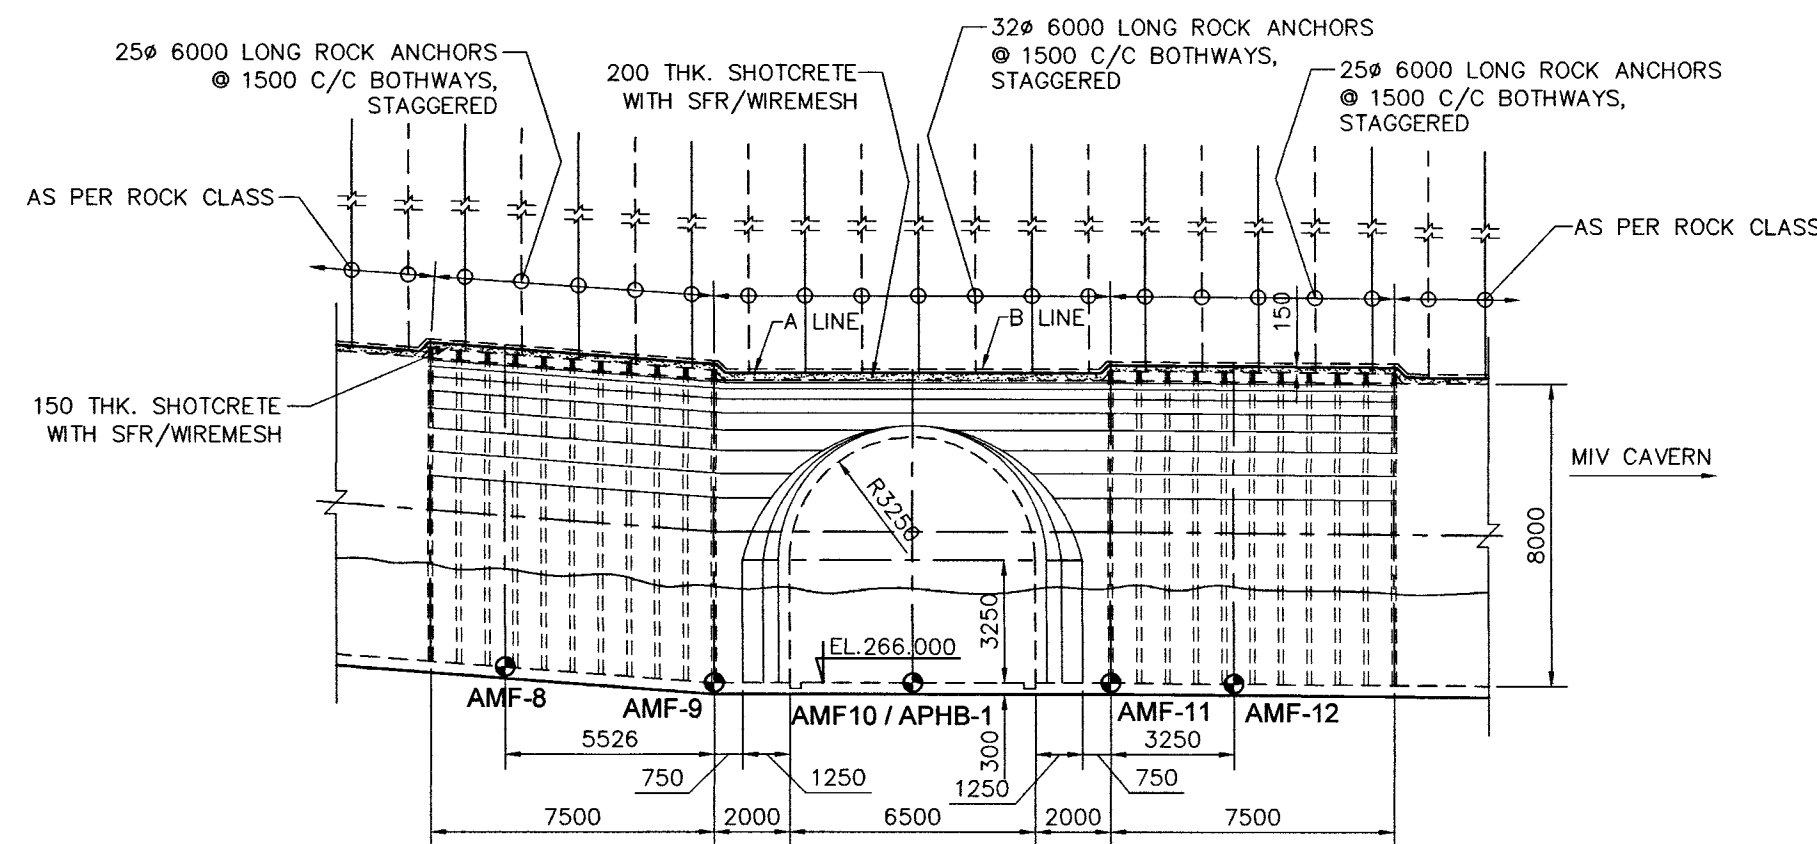 25ø 6000 LONG ROCK ANCHORS
@ 1500 C/C BOTHWAYS,
STAGGERED
200 THK. SHOTCRETE
WITH SFR/WIREMESH
32ø 6000 LONG ROCK ANCHORS
@ 1500 C/C BOTHWAYS,
STAGGERED
25ø 6000 LONG ROCK ANCHORS
@ 1500 C/C BOTHWAYS,
STAGGERED
AS PER ROCK CLASS
AS PER ROCK CLASS
A LINE
B LINE
150
150 THK. SHOTCRETE
WITH SFR/WIREMESH
MIV CAVERN
R3250
8000
3250
EL.266.000
AMF-8
AMF-9
AMF10 / APHB-1
AMF-11
AMF-12
5526
300
3250
750
1250
1250
750
7500
2000
6500
2000
7500